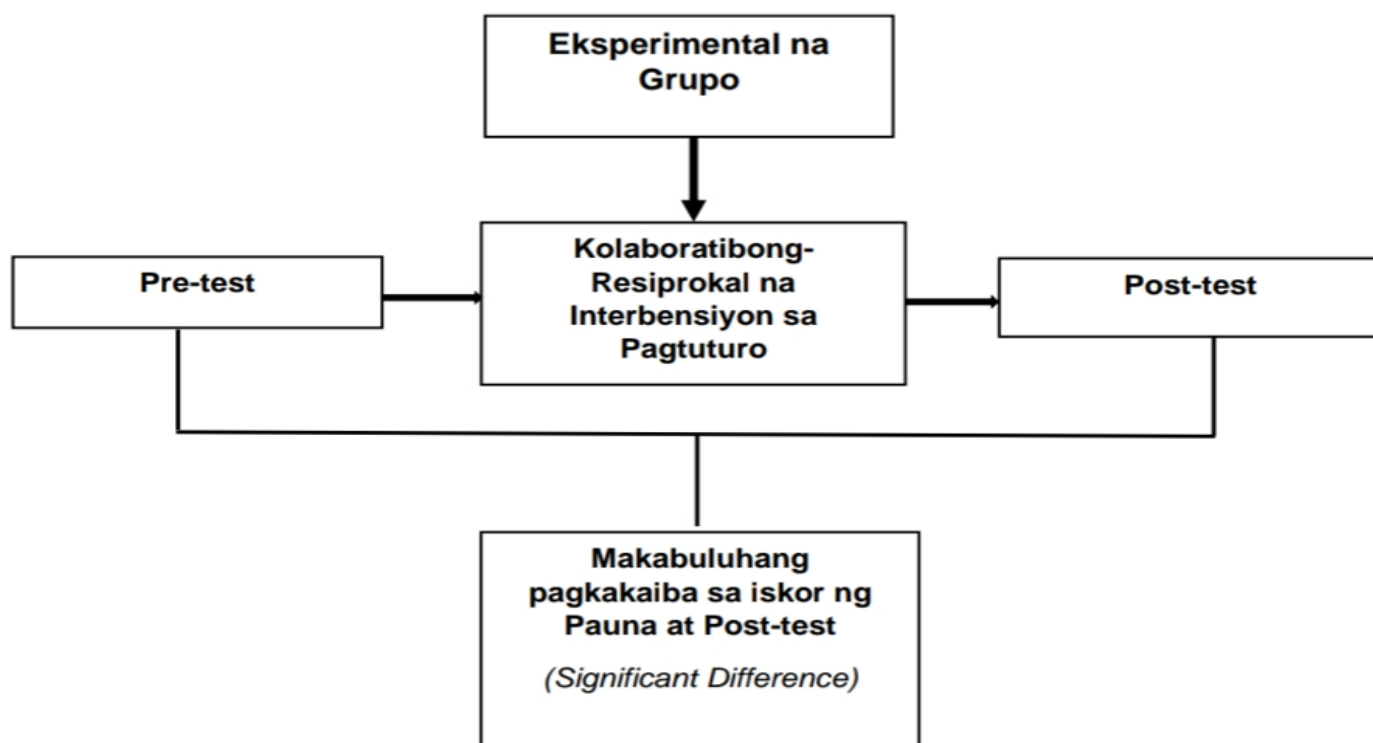 Eksperimental na
Grupo
Pre-test
Kolaboratibong-
Resiprokal na
Interbensiyon sa
Pagtuturo
Post-test
Makabuluhang
pagkakaiba sa iskor ng
Pauna at Post-test
(Significant Difference)